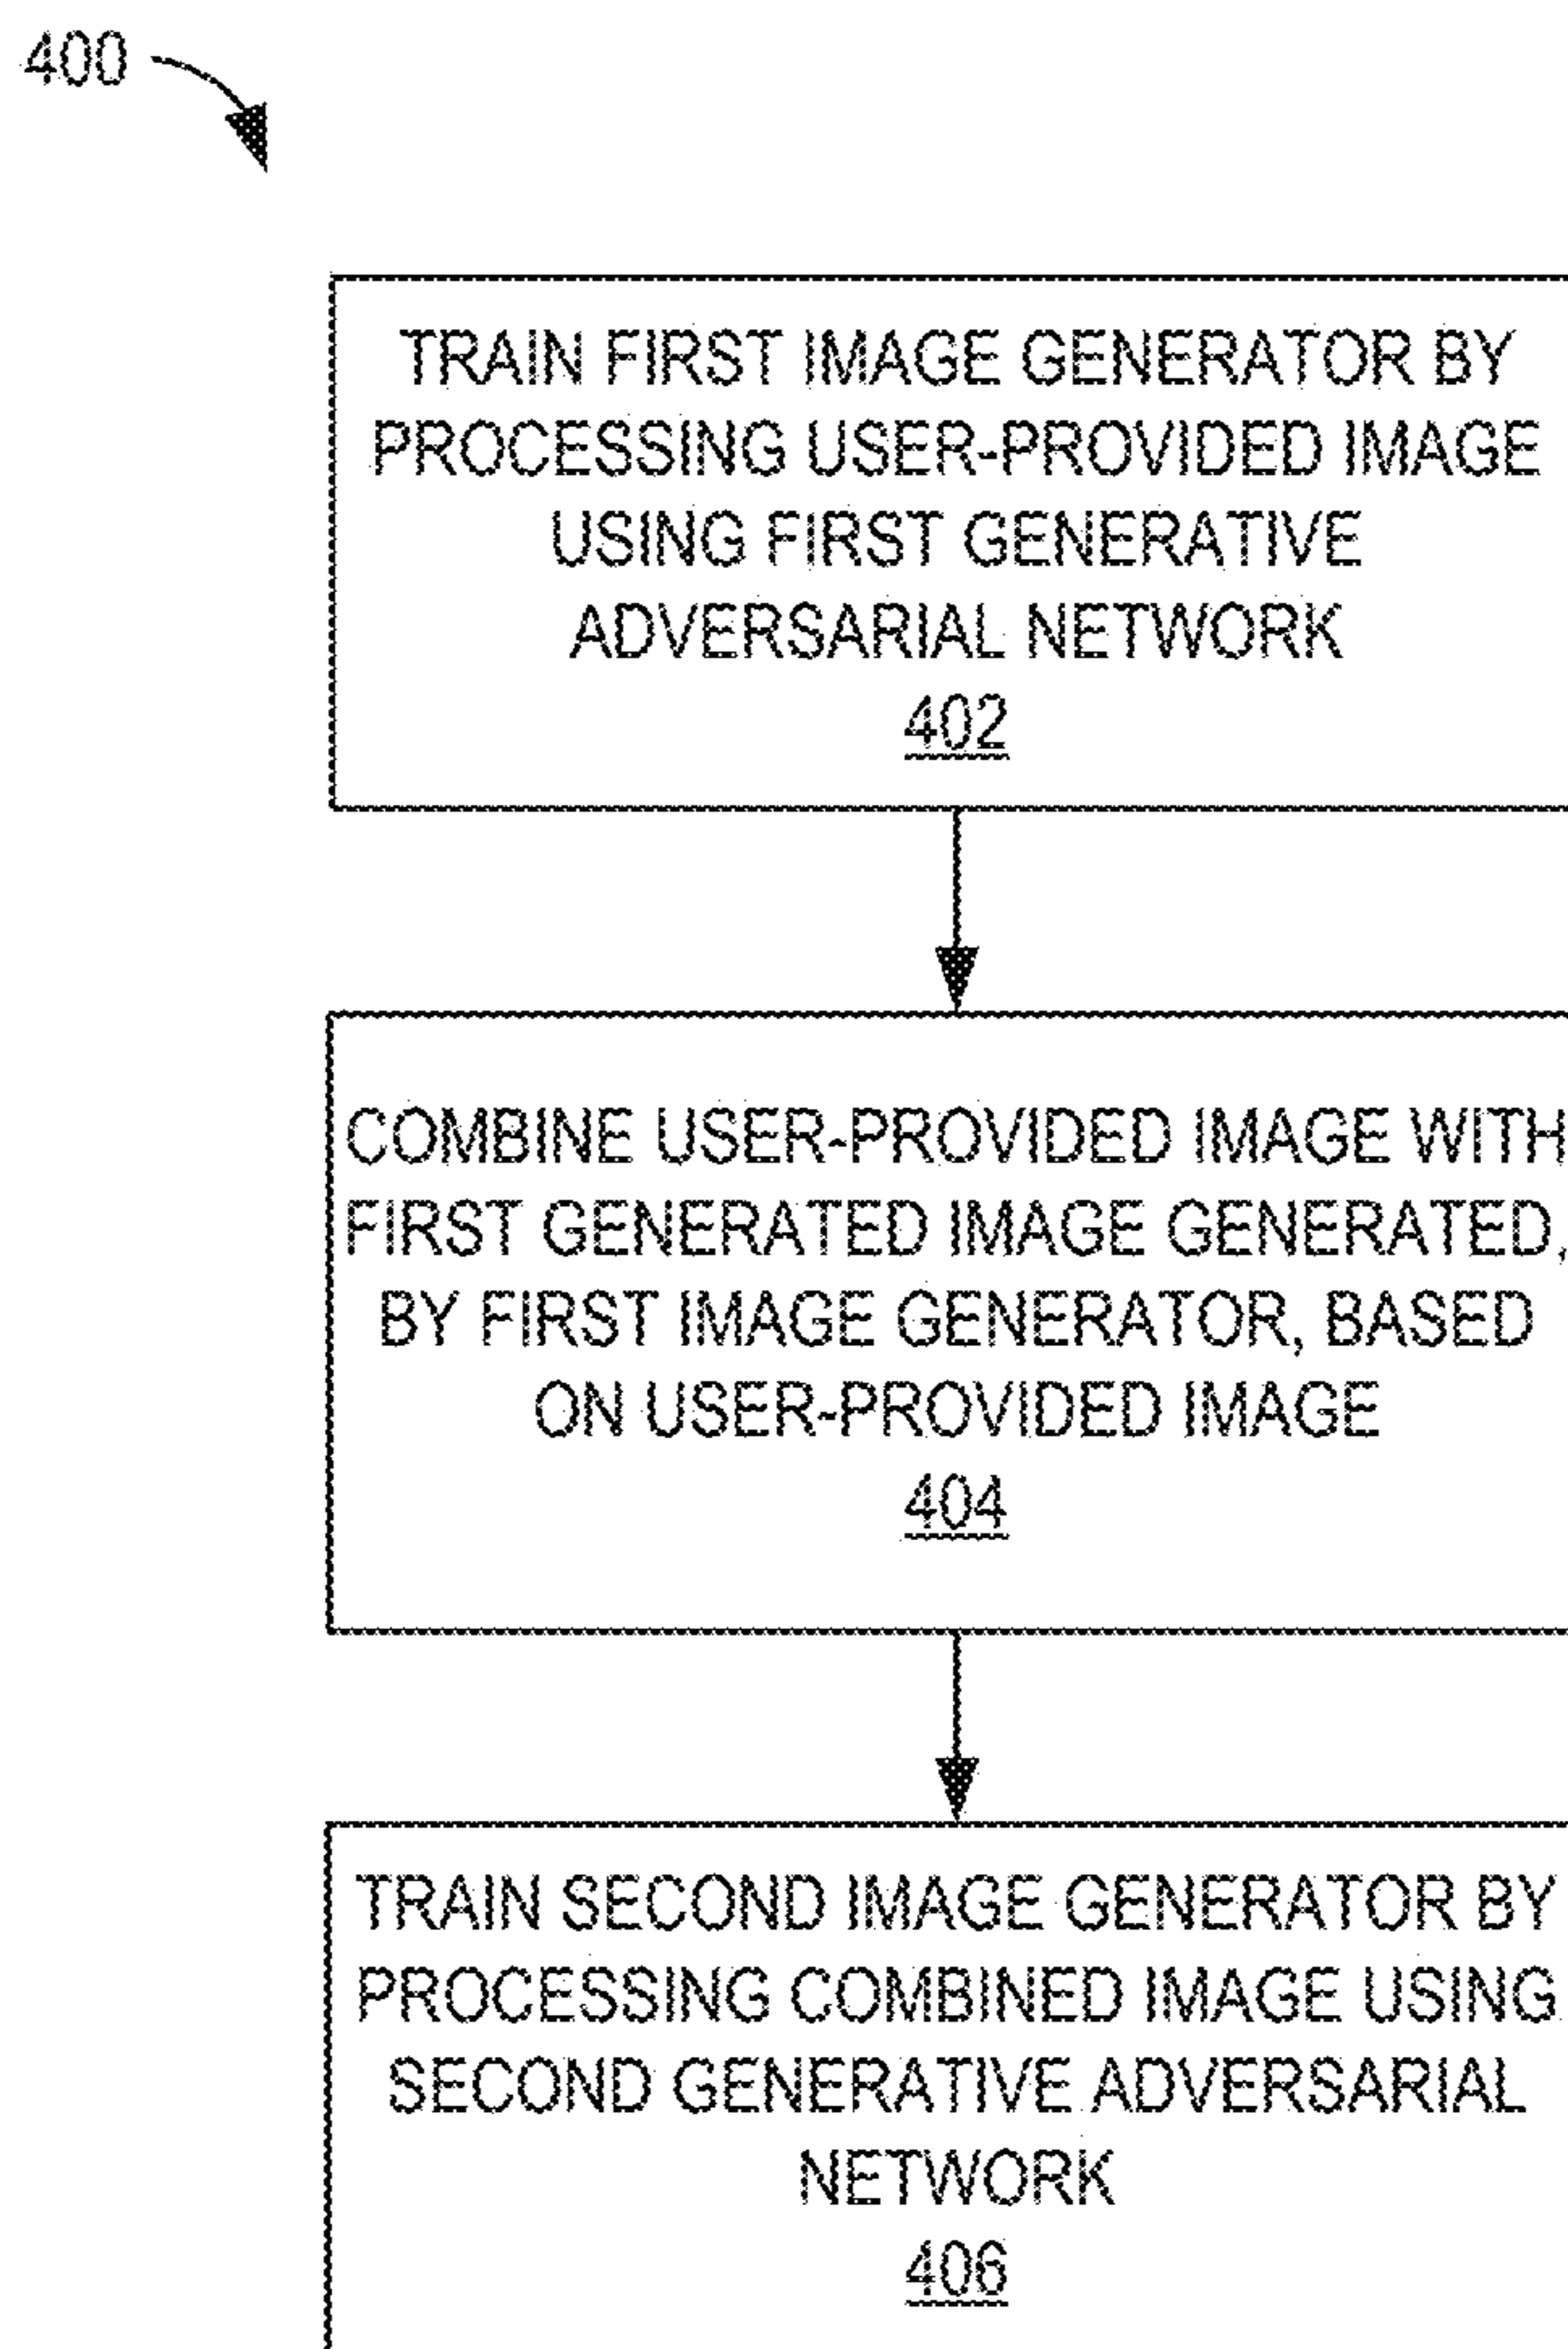 400
TRAIN FIRST IMAGE GENERATOR BY
PROCESSING USER-PROVIDED IMAGE
USING FIRST GENERATIVE
ADVERSARIAL NETWORK
402
COMBINE USER-PROVIDED IMAGE WITH
FIRST GENERATED IMAGE GENERATED,
BY FIRST IMAGE GENERATOR, BASED
ON USER-PROVIDED IMAGE
404
TRAIN SECOND IMAGE GENERATOR BY
PROCESSING COMBINED IMAGE USING
SECOND GENERATIVE ADVERSARIAL
NETWORK
406